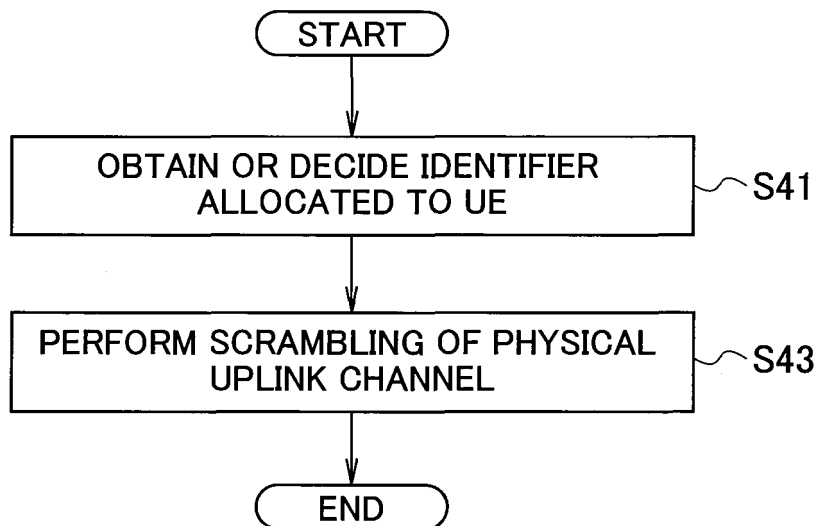 START
OBTAIN OR DECIDE IDENTIFIER
ALLOCATED TO UE
S41
PERFORM SCRAMBLING OF PHYSICAL
UPLINK CHANNEL
S43
END